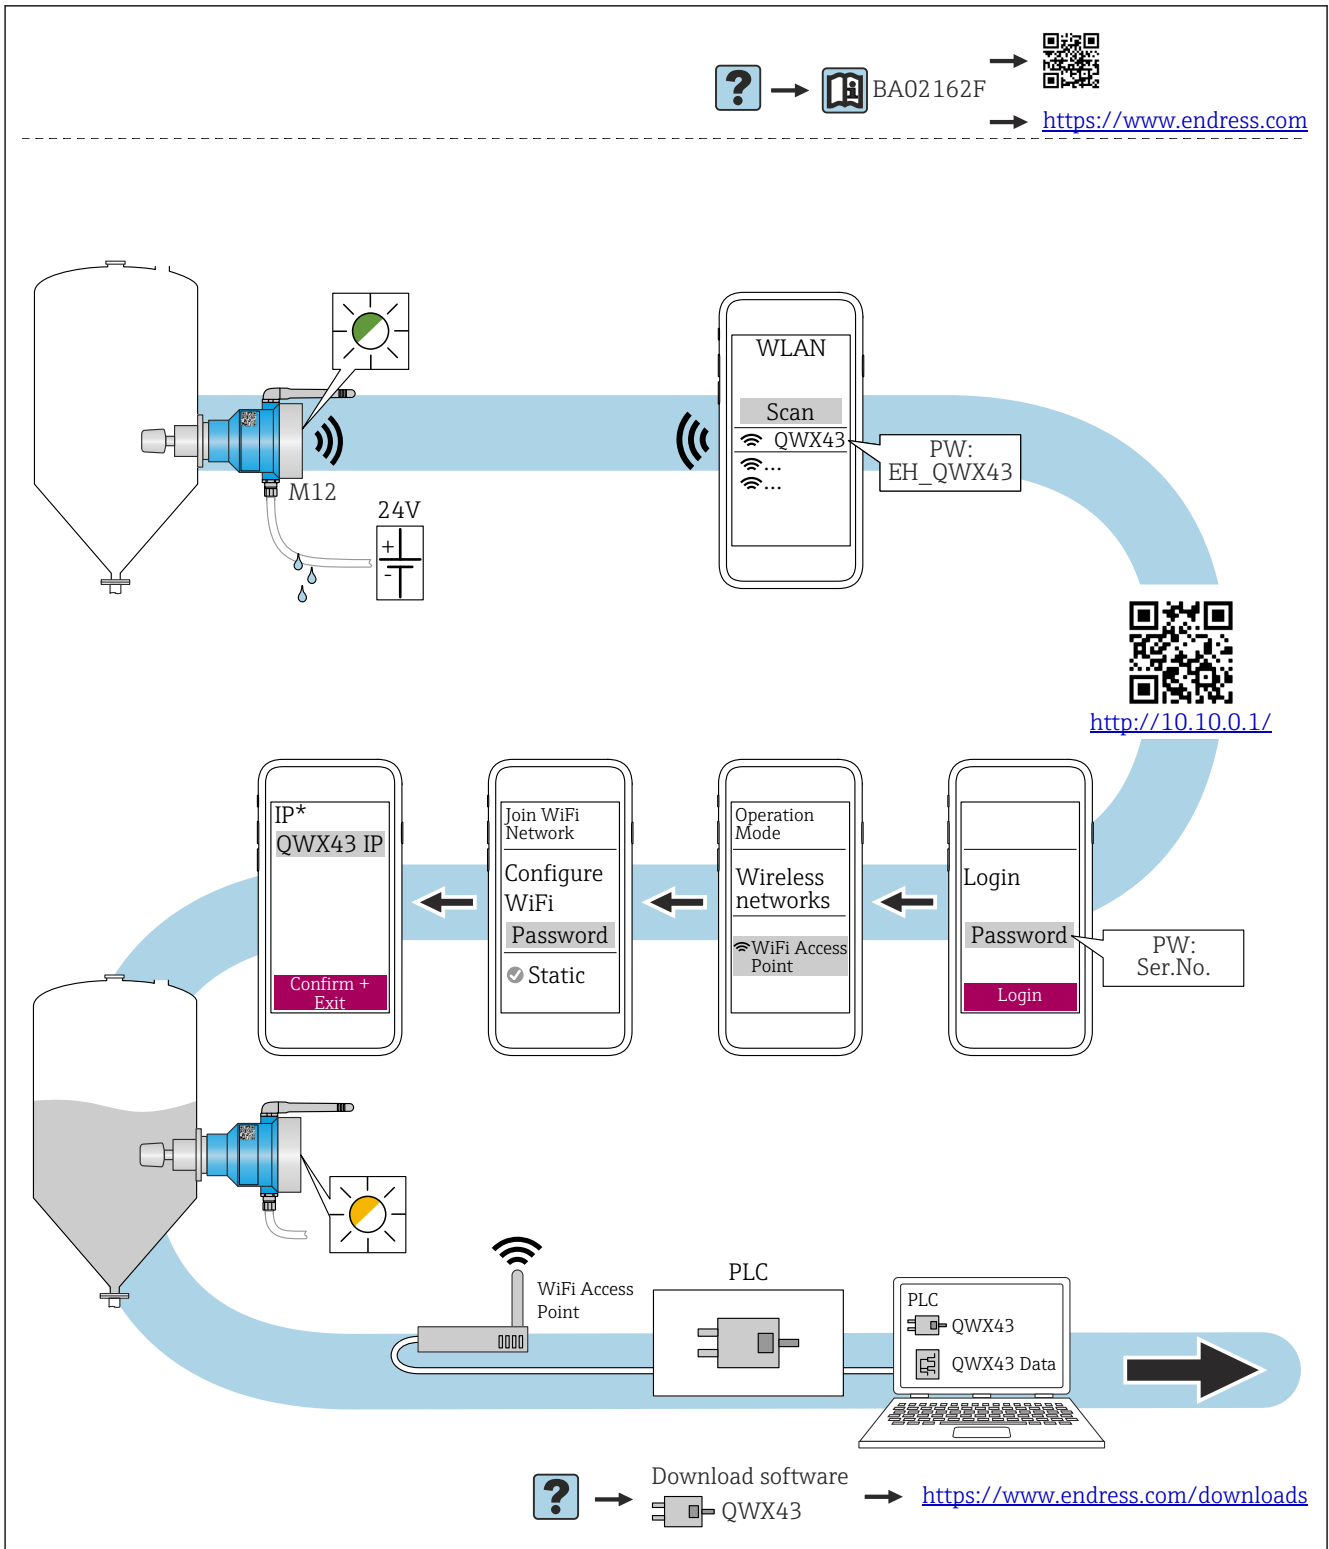 BA02162F
https://www.endress.com
WLAN
Scan
QWX43
...
...
PW:
EH_QWX43
M12
24V
+
-
http://10.10.0.1/
IP*
QWX43 IP
Confirm +
Exit
Join WiFi
Network
Configure
WiFi
Password
Static
Operation
Mode
Wireless
networks
WiFi Access
Point
Login
Password
Login
PW:
Ser.No.
WiFi Access
Point
PLC
PLC
QWX43
QWX43 Data
Download software
QWX43
https://www.endress.com/downloads